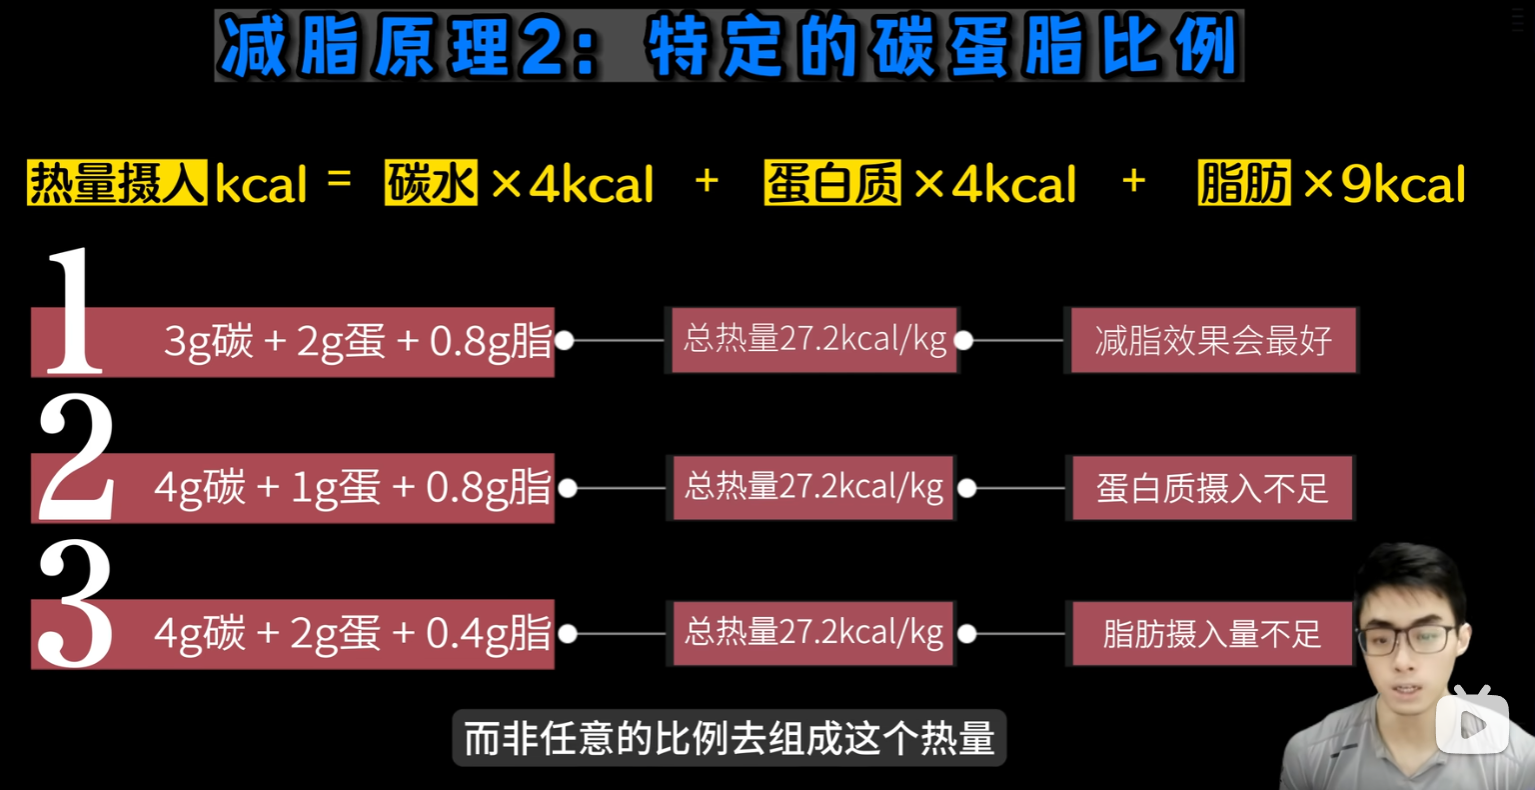 减脂原理2：特定的碳蛋脂比例
热量摄入kcal = 碳水×4kcal + 蛋白质×4kcal + 脂肪×9kcal
1
3g碳 + 2g蛋 + 0.8g脂
总热量27.2kcal/kg
减脂效果会最好
2
4g碳 + 1g蛋 + 0.8g脂
总热量27.2kcal/kg
蛋白质摄入不足
3
4g碳 + 2g蛋 + 0.4g脂
总热量27.2kcal/kg
脂肪摄入量不足
而非任意的比例去组成这个热量